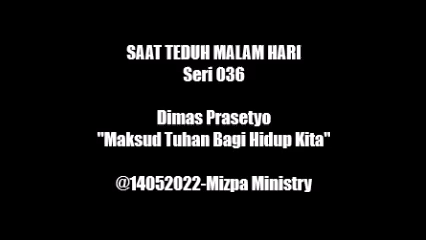 SAAT TEDUH MALAM HARI
Seri 036
Dimas Prasetyo
"Maksud Tuhan Bagi Hidup Kita"
@14052022-Mizpa Ministry